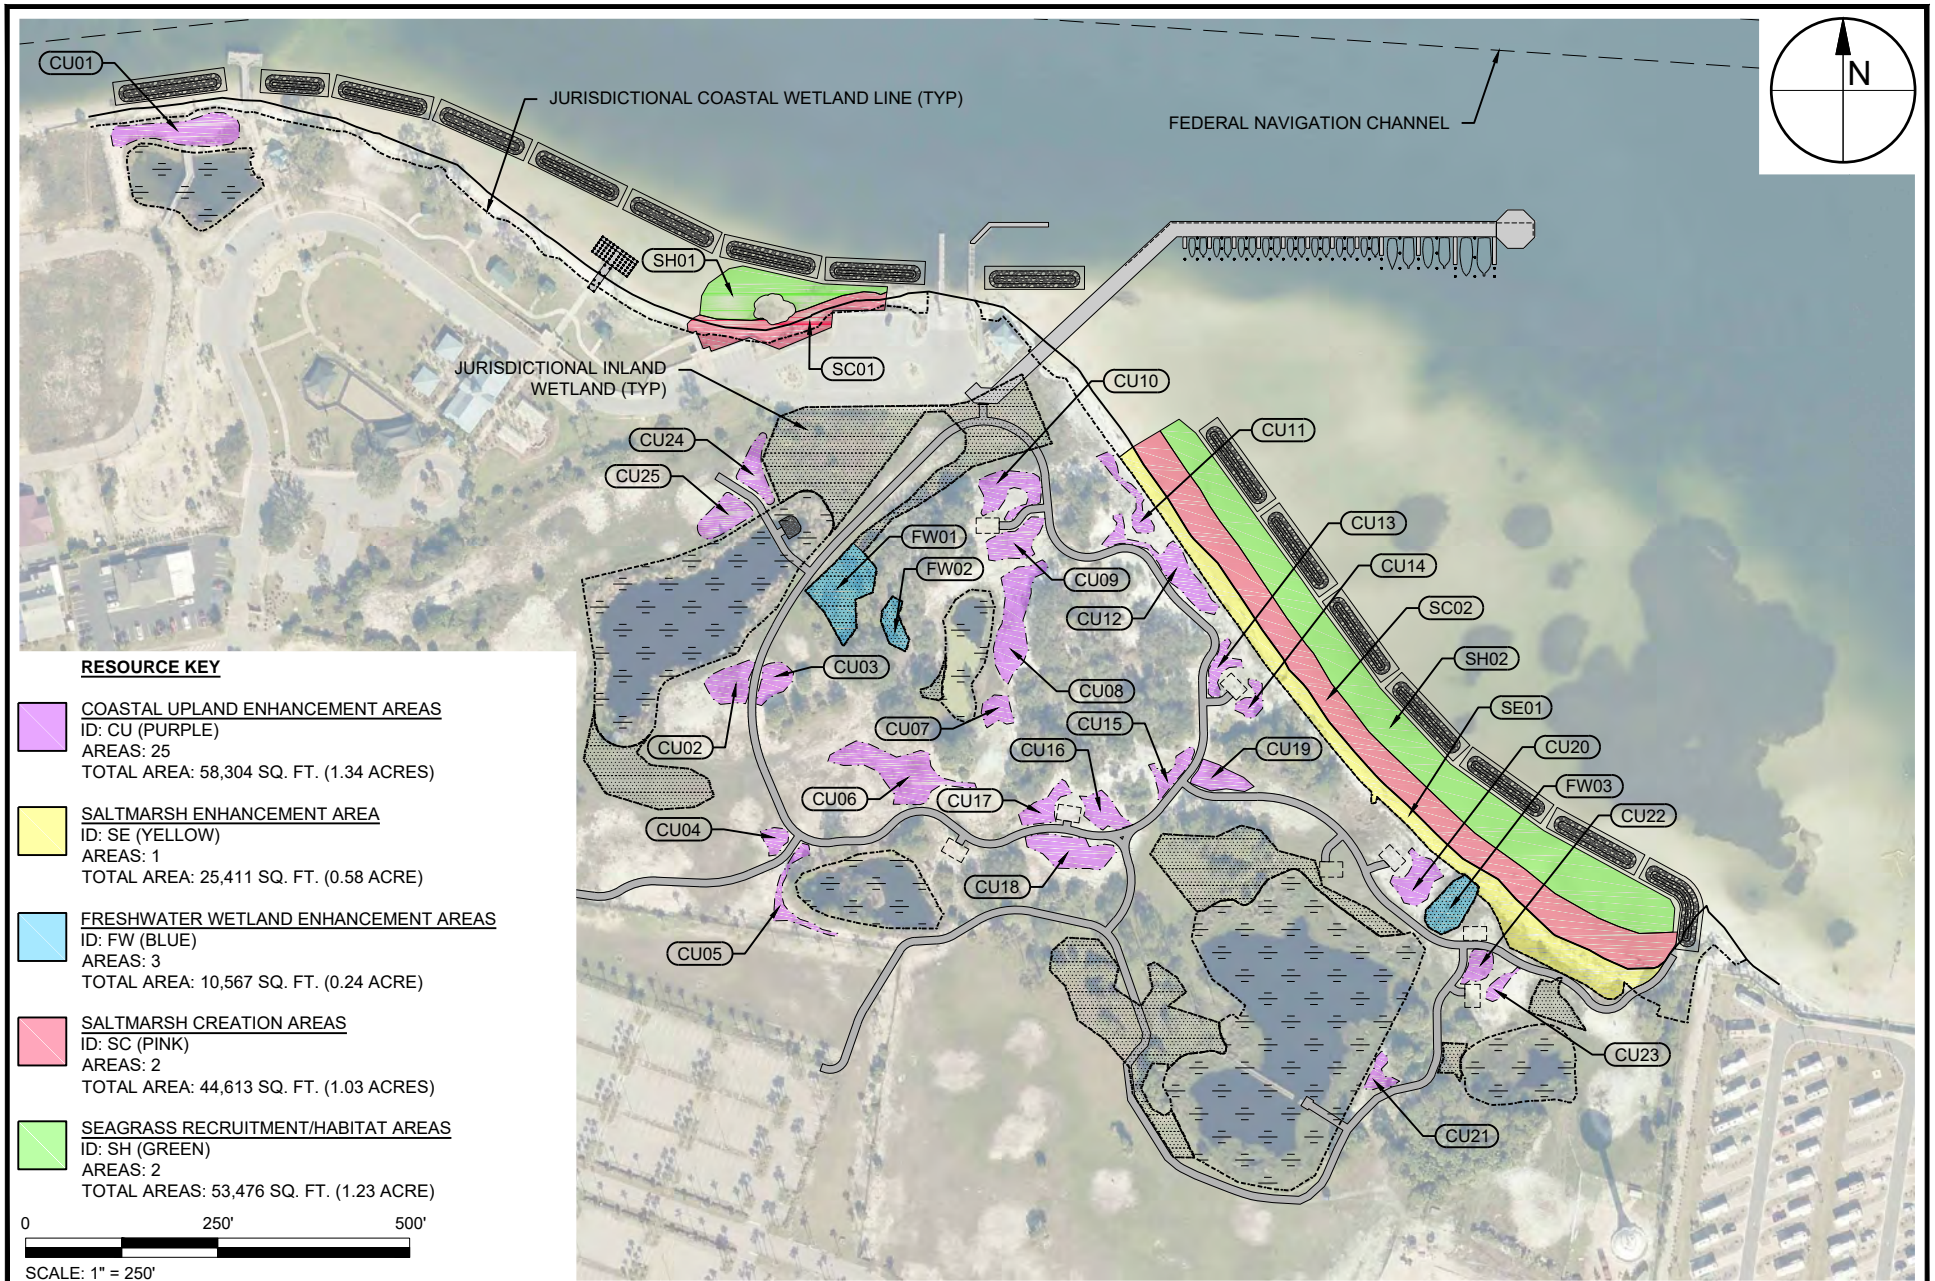 CU01
JURISDICTIONAL COASTAL WETLAND LINE (TYP)
FEDERAL NAVIGATION CHANNEL
N
SH01
SC01
JURISDICTIONAL INLAND
WETLAND (TYP)
CU10
CU11
CU24
CU25
CU13
FW01
FW02
CU09
CU14
CU12
SC02
CU03
SH02
CU08
CU07
CU15
SE01
CU02
CU16
CU19
CU20
CU06
CU17
FW03
CU04
CU22
CU18
CU05
CU23
CU21
RESOURCE KEY
COASTAL UPLAND ENHANCEMENT AREAS
ID: CU (PURPLE)
AREAS: 25
TOTAL AREA: 58,304 SQ. FT. (1.34 ACRES)
SALTMARSH ENHANCEMENT AREA
ID: SE (YELLOW)
AREAS: 1
TOTAL AREA: 25,411 SQ. FT. (0.58 ACRE)
FRESHWATER WETLAND ENHANCEMENT AREAS
ID: FW (BLUE)
AREAS: 3
TOTAL AREA: 10,567 SQ. FT. (0.24 ACRE)
SALTMARSH CREATION AREAS
ID: SC (PINK)
AREAS: 2
TOTAL AREA: 44,613 SQ. FT. (1.03 ACRES)
SEAGRASS RECRUITMENT/HABITAT AREAS
ID: SH (GREEN)
AREAS: 2
TOTAL AREAS: 53,476 SQ. FT. (1.23 ACRE)
0 250' 500'
SCALE: 1" = 250'